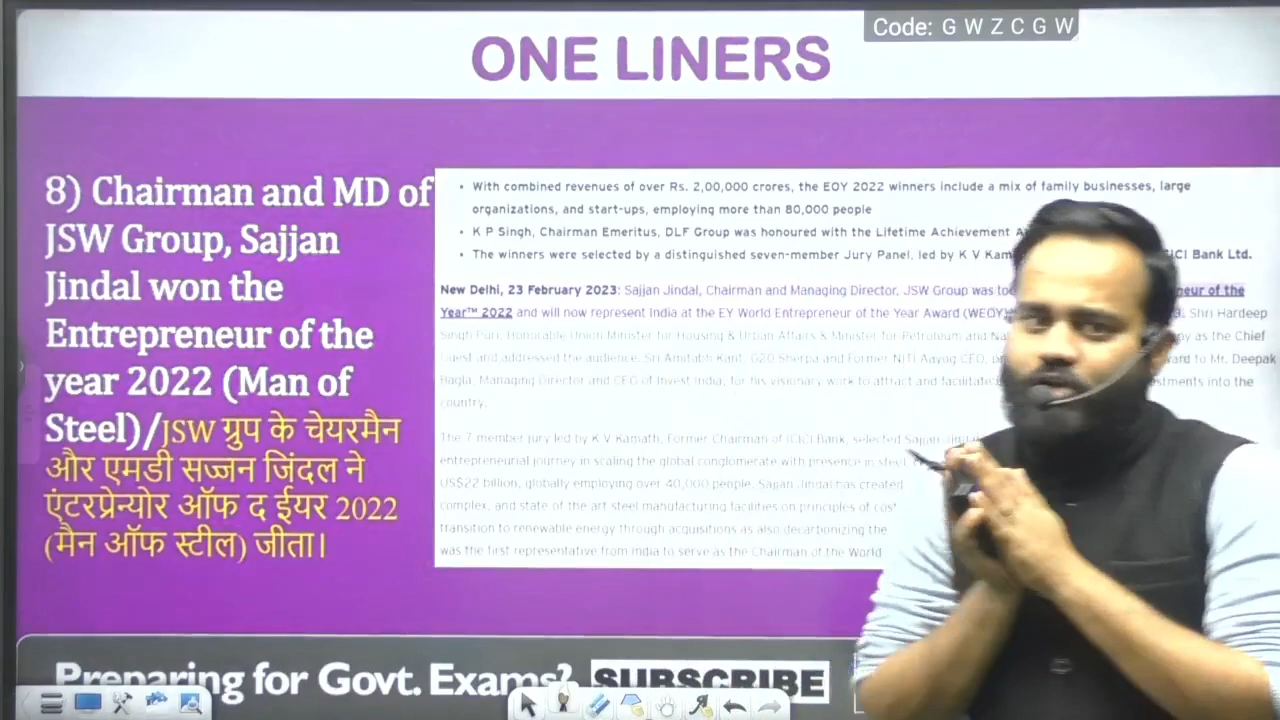 Code: G W Z C G W
ONE LINERS
8) Chairman and MD of
JSW Group, Sajjan
Jindal won the
Entrepreneur of the
year 2022 (Man of
Steel)/JSW ग्रुप के चेयरमैन
और एमडी सज्जन जिंदल ने
एंटरप्रेन्योर ऑफ द ईयर 2022
(मैन ऑफ स्टील) जीता।
• With combined revenues of over Rs. 2,00,000 crores, the EOY 2022 winners include a mix of family businesses, large
organizations, and start-ups, employing more than 80,000 people
• K P Singh, Chairman Emeritus, DLF Group was honoured with the Lifetime Achievement
• The winners were selected by a distinguished seven-member Jury Panel, led by K V Kam ICI Bank Ltd.
New Delhi, 23 February 2023: Sajjan Jindal, Chairman and Managing Director, JSW Group was neur of the
Year™ 2022 and will now represent India at the EY World Entrepreneur of the Year Award Shri Hardeep
Singh Puri, Honorable Union Minister for Housing & Urban Affairs & Minister for Petroleum and as the Chief
Guest and addressed the audience. Sri Amitabh Kant, G20 Sherpa and Former NITI Aayog CEO, ward to Mr. Deepak
Bagla, Managing Director and CEO of Invest India, for his visionary work to attract and facilitate stments into the
country.
The 7 member jury led by K V Kamath, Former Chairman of ICICI Bank, selected Sajjan
entrepreneurial journey in scaling the global conglomerate with presence in steel,
US$22 billion, globally employing over 40,000 people. Sajjan Jindal has created
complex, and state of the art steel manufacturing facilities on principles of cos
transition to renewable energy through acquisitions as also decarbonizing the
was the first representative from India to serve as the Chairman of the World
Preparing for Govt. Exams? SUBSCRIBE